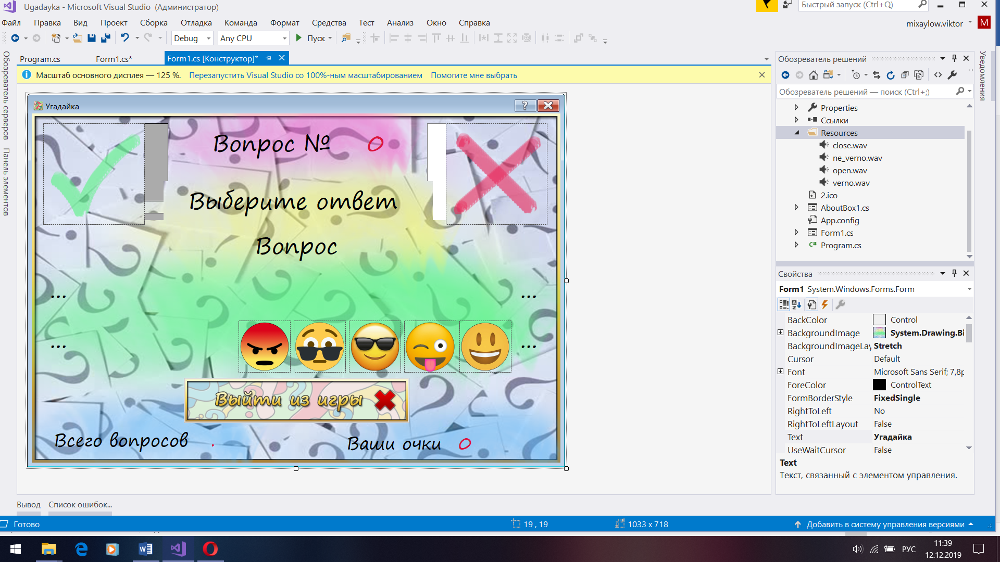 Ugadayka - Microsoft Visual Studio (Администратор)
Быстрый запуск (Ctrl+Q)
Файл Правка Вид Проект Сборка Отладка Команда Формат Средства Тест Анализ Окно Справка
mixaylow.viktor M
Debug Any CPU Пуск
Обозреватель серверов
Панель элементов
Program.cs Form1.cs* Form1.cs [Конструктор]*
Масштаб основного дисплея — 125 %. Перезапустить Visual Studio со 100%-ным масштабированием Помогите мне выбрать
Угадайка
Вопрос № 0
Выберите ответ
Вопрос
... ...
... ...
Выйти из игры
Всего вопросов . Ваши очки 0
Обозреватель решений
Обозреватель решений — поиск (Ctrl+;)
Properties
Ссылки
Resources
close.wav
ne_verno.wav
open.wav
verno.wav
2.ico
AboutBox1.cs
App.config
Form1.cs
C# Program.cs
Уведомления
Свойства
Form1 System.Windows.Forms.Form
BackColor Control
BackgroundImage System.Drawing.Bi
BackgroundImageLay Stretch
Cursor Default
Font Microsoft Sans Serif; 7,8p
ForeColor ControlText
FormBorderStyle FixedSingle
RightToLeft No
RightToLeftLayout False
Text Угадайка
UseWaitCursor False
Text
Текст, связанный с элементом управления.
Вывод Список ошибок...
Готово 19 , 19 1033 x 718 Добавить в систему управления версиями
РУС
11:39
12.12.2019